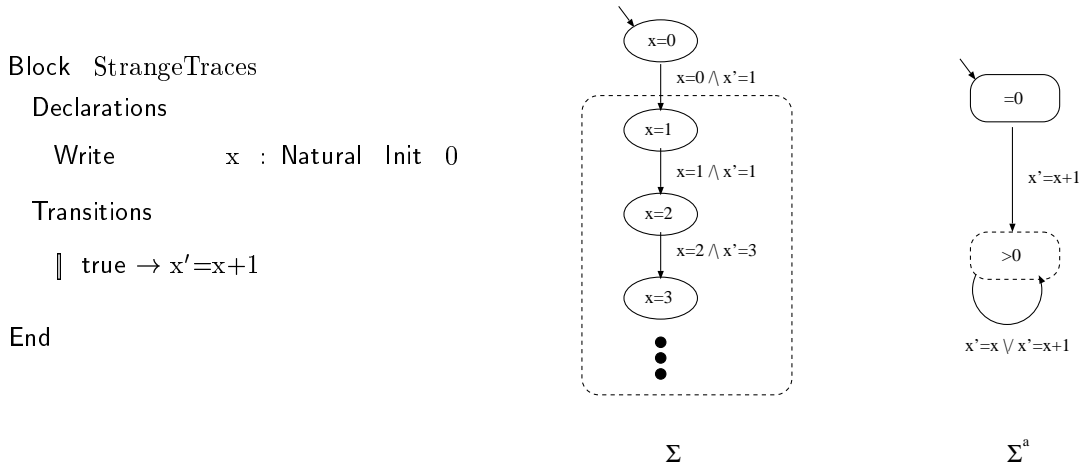 Block StrangeTraces
Declarations
Write x : Natural Init 0
Transitions
[] true → x'=x+1
End
x=0
x=0 /\ x'=1
x=1
x=1 /\ x'=1
x=2
x=2 /\ x'=3
x=3
Σ
=0
x'=x+1
>0
x'=x \/ x'=x+1
Σᵃ